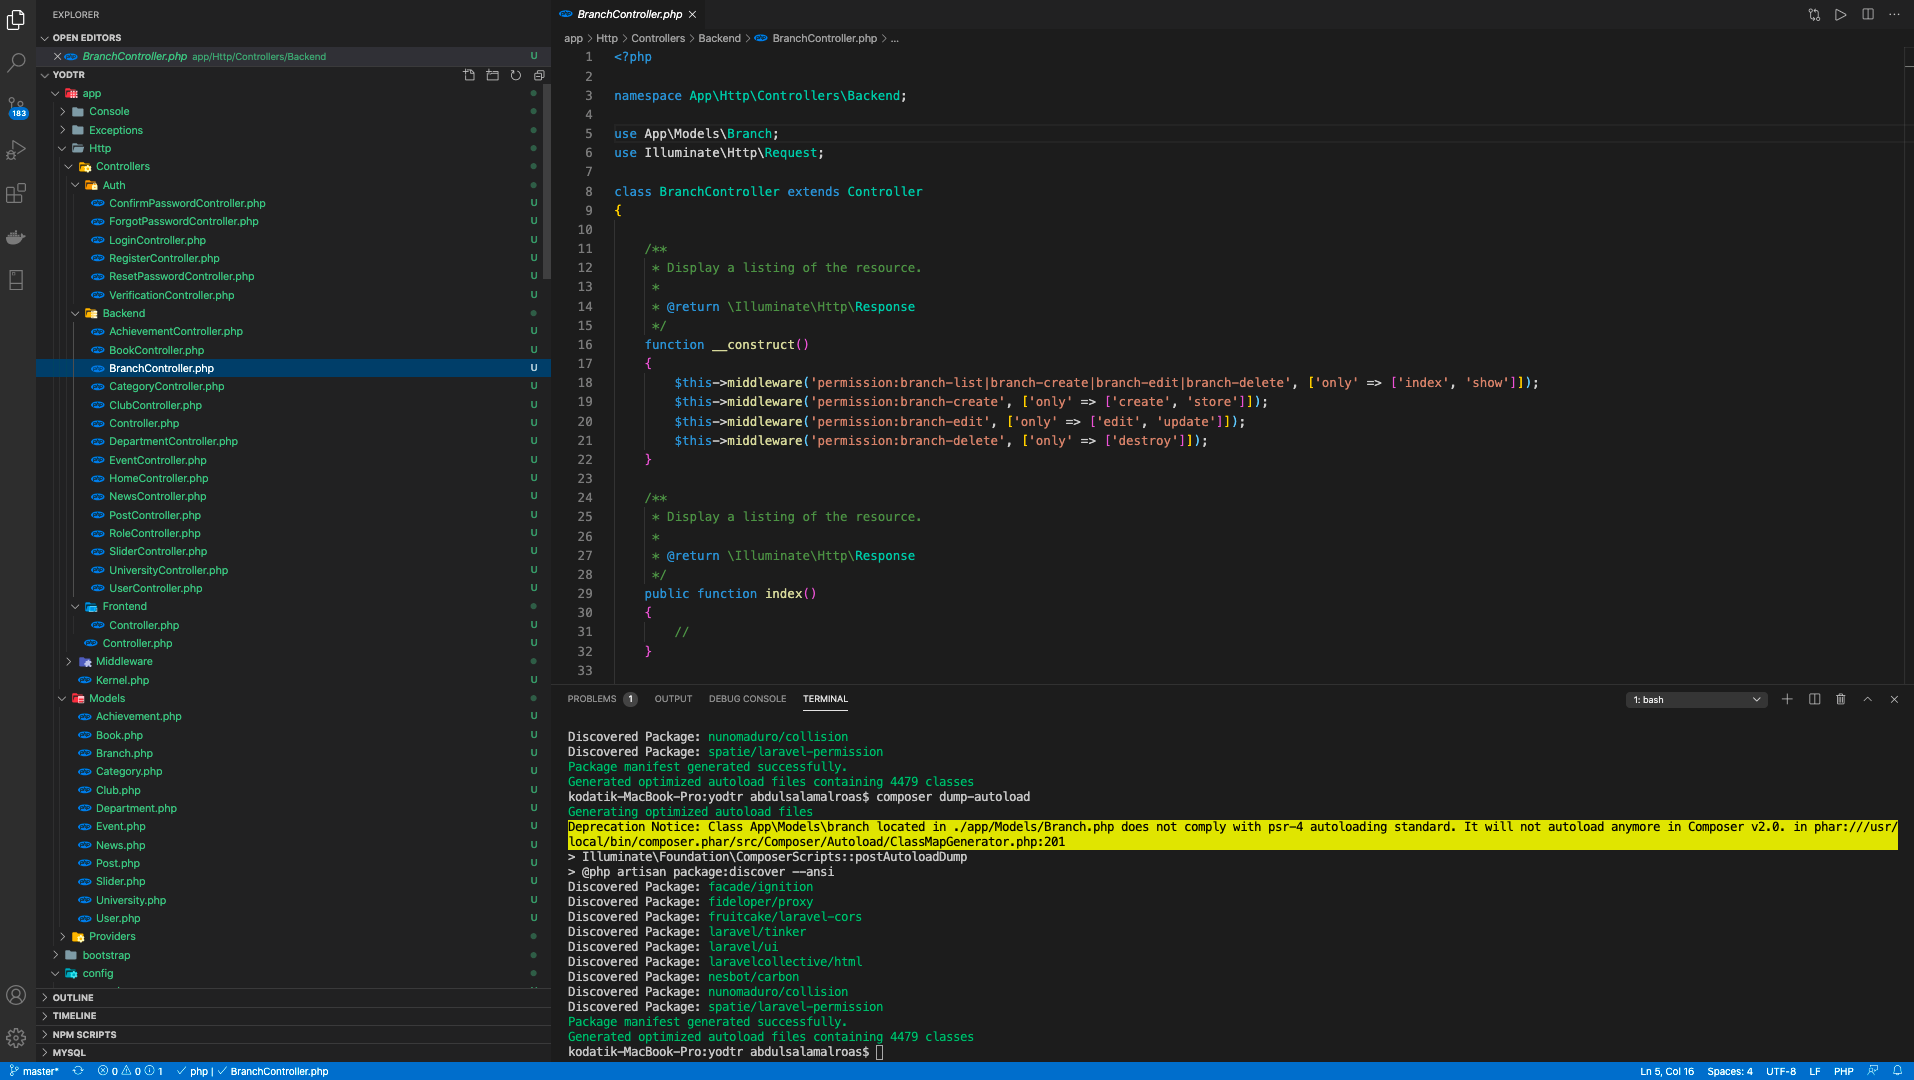 EXPLORER
OPEN EDITORS
BranchController.php app/Http/Controllers/Backend U
YODTR
app
Console
Exceptions
Http
Controllers
Auth
ConfirmPasswordController.php U
ForgotPasswordController.php U
LoginController.php U
RegisterController.php U
ResetPasswordController.php U
VerificationController.php U
Backend
AchievementController.php U
BookController.php U
BranchController.php U
CategoryController.php U
ClubController.php U
Controller.php U
DepartmentController.php U
EventController.php U
HomeController.php U
NewsController.php U
PostController.php U
RoleController.php U
SliderController.php U
UniversityController.php U
UserController.php U
Frontend
Controller.php U
Controller.php U
Middleware
Kernel.php U
Models
Achievement.php U
Book.php U
Branch.php U
Category.php U
Club.php U
Department.php U
Event.php U
News.php U
Post.php U
Slider.php U
University.php U
User.php U
Providers
bootstrap
config
OUTLINE
TIMELINE
NPM SCRIPTS
MYSQL
183
BranchController.php
app > Http > Controllers > Backend > BranchController.php > ...
1 <?php
2
3 namespace App\Http\Controllers\Backend;
4
5 use App\Models\Branch;
6 use Illuminate\Http\Request;
7
8 class BranchController extends Controller
9 {
10
11 /**
12 * Display a listing of the resource.
13 *
14 * @return \Illuminate\Http\Response
15 */
16 function __construct()
17 {
18 $this->middleware('permission:branch-list|branch-create|branch-edit|branch-delete', ['only' => ['index', 'show']]);
19 $this->middleware('permission:branch-create', ['only' => ['create', 'store']]);
20 $this->middleware('permission:branch-edit', ['only' => ['edit', 'update']]);
21 $this->middleware('permission:branch-delete', ['only' => ['destroy']]);
22 }
23
24 /**
25 * Display a listing of the resource.
26 *
27 * @return \Illuminate\Http\Response
28 */
29 public function index()
30 {
31 //
32 }
33
PROBLEMS 1 OUTPUT DEBUG CONSOLE TERMINAL 1: bash
Discovered Package: nunomaduro/collision
Discovered Package: spatie/laravel-permission
Package manifest generated successfully.
Generated optimized autoload files containing 4479 classes
kodatik-MacBook-Pro:yodtr abdulsalamalroas$ composer dump-autoload
Generating optimized autoload files
Deprecation Notice: Class App\Models\branch located in ./app/Models/Branch.php does not comply with psr-4 autoloading standard. It will not autoload anymore in Composer v2.0. in phar:///usr/
local/bin/composer.phar/src/Composer/Autoload/ClassMapGenerator.php:201
> Illuminate\Foundation\ComposerScripts::postAutoloadDump
> @php artisan package:discover --ansi
Discovered Package: facade/ignition
Discovered Package: fideloper/proxy
Discovered Package: fruitcake/laravel-cors
Discovered Package: laravel/tinker
Discovered Package: laravel/ui
Discovered Package: laravelcollective/html
Discovered Package: nesbot/carbon
Discovered Package: nunomaduro/collision
Discovered Package: spatie/laravel-permission
Package manifest generated successfully.
Generated optimized autoload files containing 4479 classes
kodatik-MacBook-Pro:yodtr abdulsalamalroas$
master* 0 0 1 php | BranchController.php Ln 5, Col 16 Spaces: 4 UTF-8 LF PHP